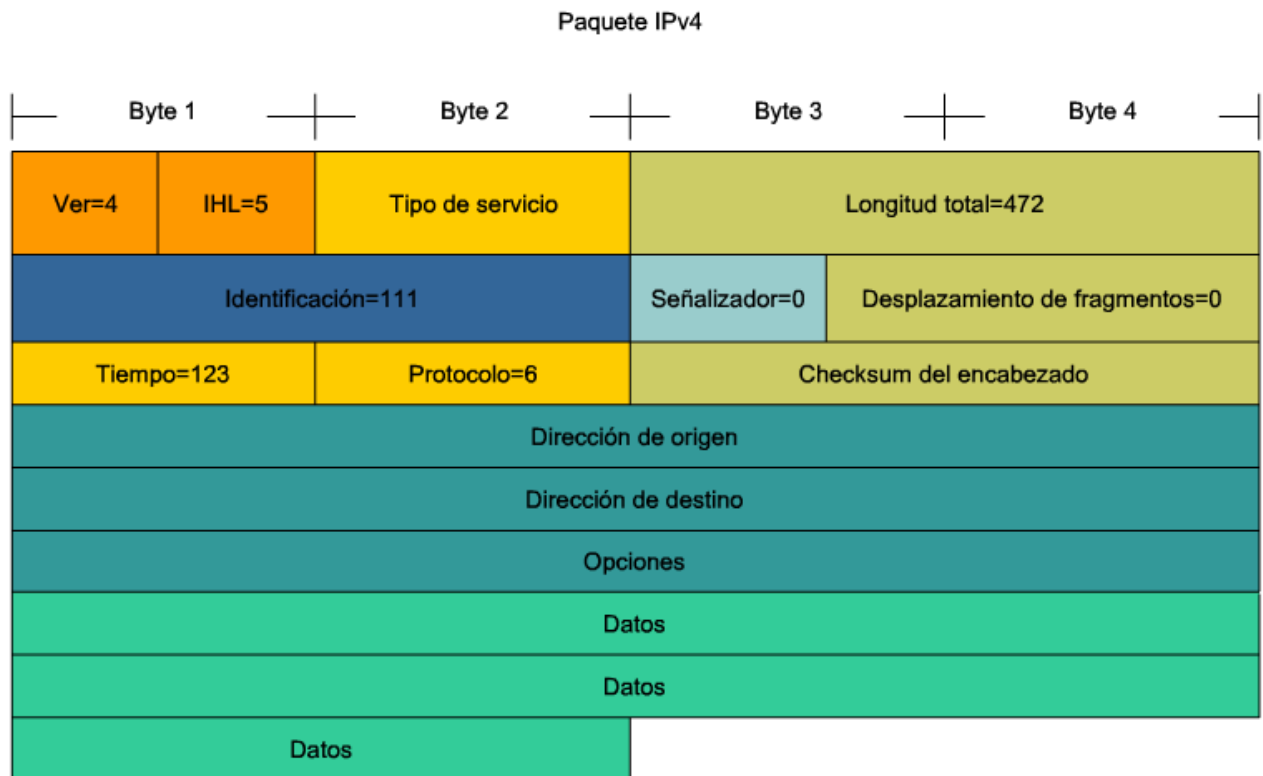 Paquete IPv4
Byte 1 Byte 2 Byte 3 Byte 4
Ver=4 IHL=5 Tipo de servicio Longitud total=472
Identificación=111 Señalizador=0 Desplazamiento de fragmentos=0
Tiempo=123 Protocolo=6 Checksum del encabezado
Dirección de origen
Dirección de destino
Opciones
Datos
Datos
Datos